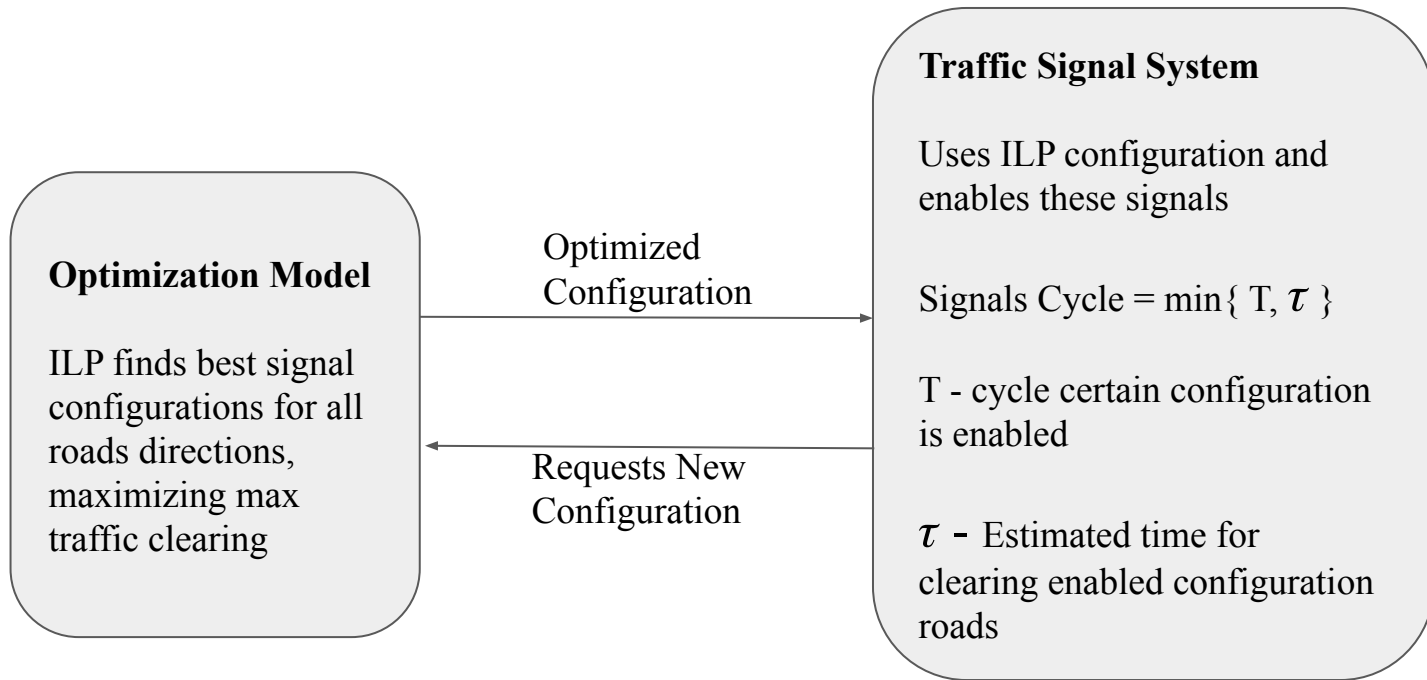 Optimization Model
ILP finds best signal
configurations for all
roads directions,
maximizing max
traffic clearing
Optimized
Configuration
Requests New
Configuration
Traffic Signal System
Uses ILP configuration and
enables these signals
Signals Cycle = min{ T, τ }
T - cycle certain configuration
is enabled
τ - Estimated time for
clearing enabled configuration
roads